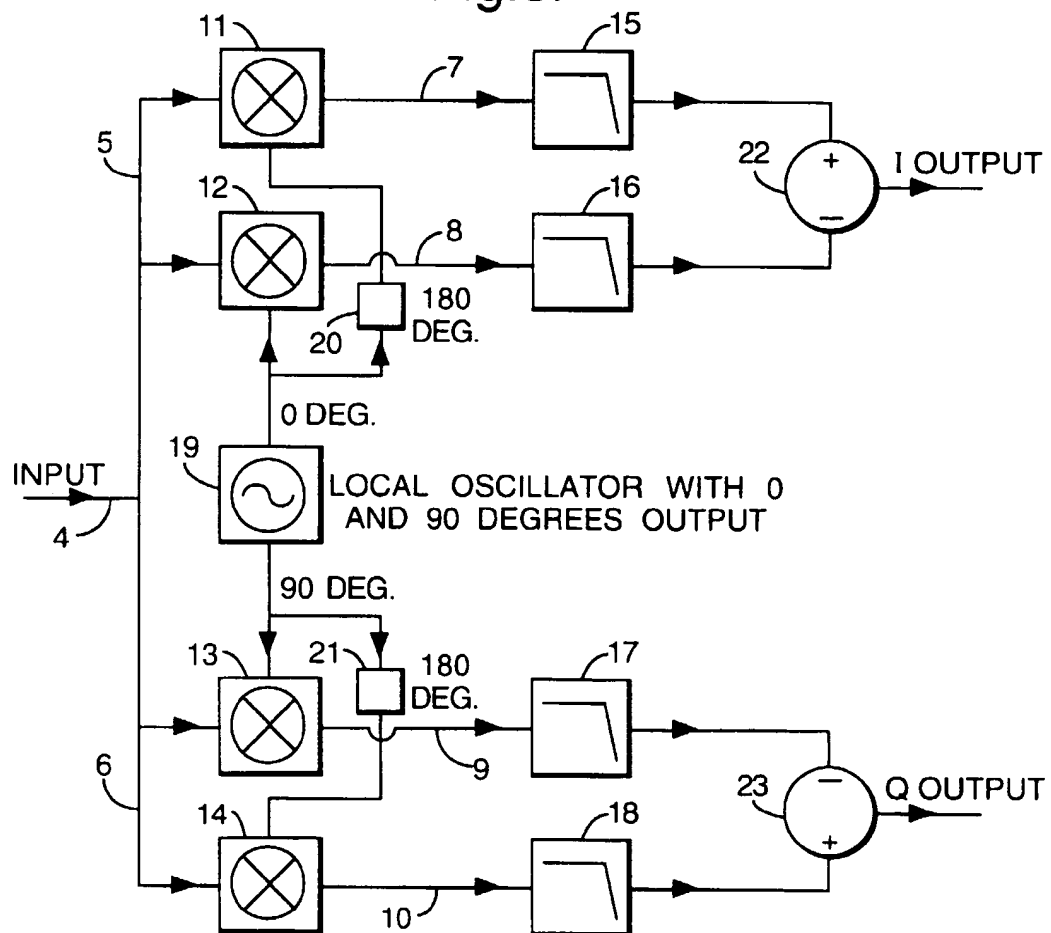 11
15
7
5
22
+
I OUTPUT
12
16
8
−
180
DEG.
20
0 DEG.
19
INPUT
LOCAL OSCILLATOR WITH 0
AND 90 DEGREES OUTPUT
4
90 DEG.
13
21
180
DEG.
17
9
6
23
−
Q OUTPUT
14
18
+
10